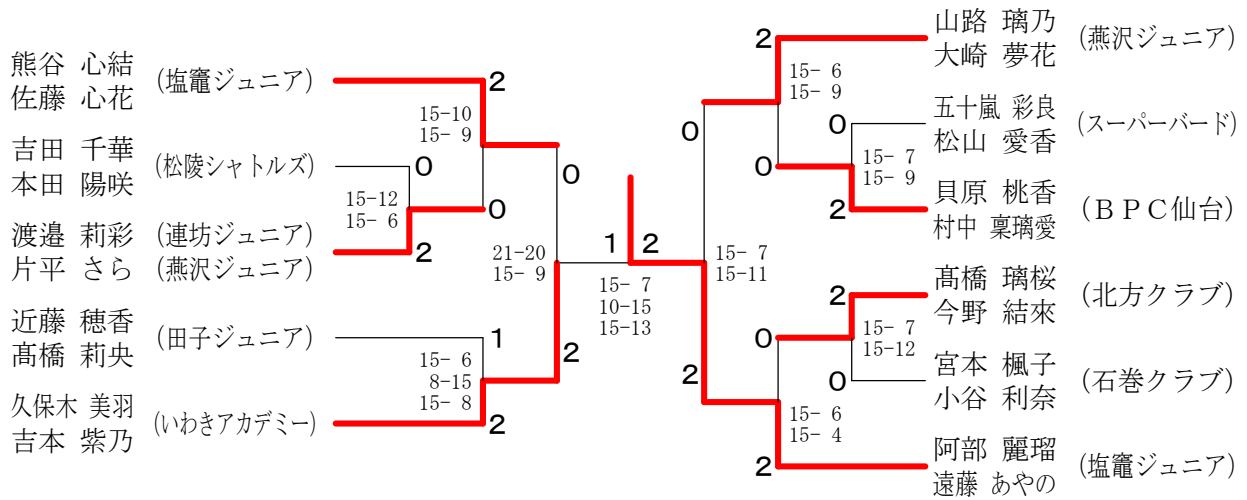 熊谷 心結
佐藤 心花
(塩竈ジュニア)
2
15-10
15- 9
吉田 千華
本田 陽咲
(松陵シャトルズ)
0
15-12
15- 6
0
渡邉 莉彩 (連坊ジュニア)
片平 さら (燕沢ジュニア)
2
0
21-20
15- 9
近藤 穂香
髙橋 莉央
(田子ジュニア)
1
15- 6
8-15
15- 8
2
久保木 美羽
吉本 紫乃
(いわきアカデミー)
2
1 2
15- 7
10-15
15-13
山路 璃乃
大崎 夢花
(燕沢ジュニア)
2
15- 6
15- 9
0
五十嵐 彩良
松山 愛香
(スーパーバード)
0
15- 7
15- 9
0
貝原 桃香
村中 稟璃愛
(BPC仙台)
2
15- 7
15-11
髙橋 璃桜
今野 結來
(北方クラブ)
2
15- 7
15-12
0
宮本 楓子
小谷 利奈
(石巻クラブ)
0
2
15- 6
15- 4
阿部 麗瑠
遠藤 あやの
(塩竈ジュニア)
2